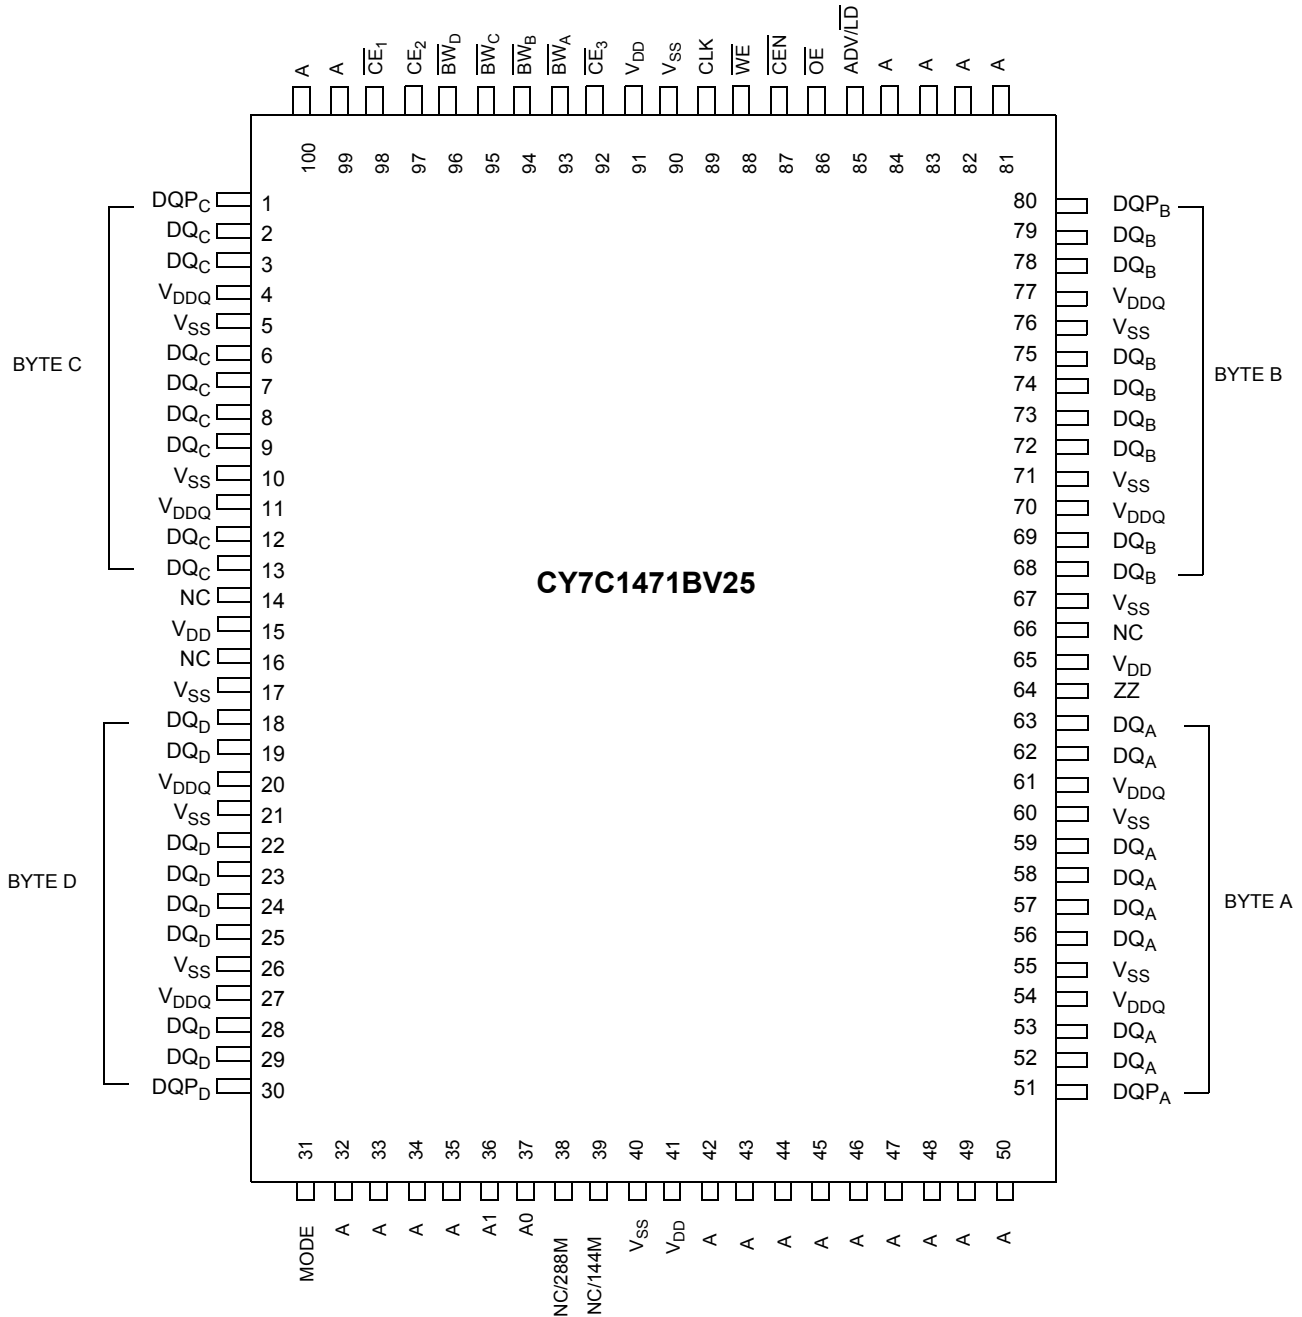 A A CE1 CE2 BWD BWC BWB BWA CE3 VDD VSS CLK WE CEN OE ADV/LD A A A A
100 99 98 97 96 95 94 93 92 91 90 89 88 87 86 85 84 83 82 81
DQPC 1 80 DQPB
DQC 2 79 DQB
DQC 3 78 DQB
VDDQ 4 77 VDDQ
VSS 5 76 VSS
DQC 6 75 DQB
BYTE C
DQC 7 74 DQB
BYTE B
DQC 8 73 DQB
DQC 9 72 DQB
VSS 10 71 VSS
VDDQ 11 70 VDDQ
DQC 12 69 DQB
DQC 13 68 DQB
CY7C1471BV25
NC 14 67 VSS
VDD 15 66 NC
NC 16 65 VDD
VSS 17 64 ZZ
DQD 18 63 DQA
DQD 19 62 DQA
VDDQ 20 61 VDDQ
VSS 21 60 VSS
DQD 22 59 DQA
DQD 23 58 DQA
BYTE D
DQD 24 57 DQA
BYTE A
DQD 25 56 DQA
VSS 26 55 VSS
VDDQ 27 54 VDDQ
DQD 28 53 DQA
DQD 29 52 DQA
DQPD 30 51 DQPA
31 32 33 34 35 36 37 38 39 40 41 42 43 44 45 46 47 48 49 50
MODE A A A A A1 A0 NC/288M NC/144M VSS VDD A A A A A A A A A